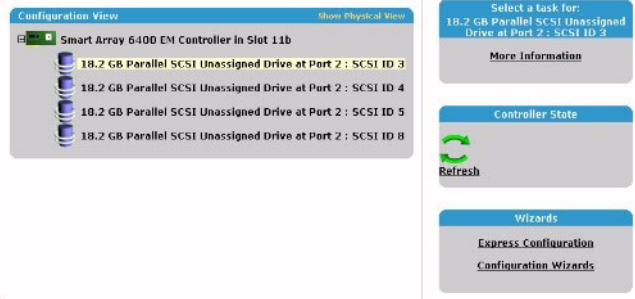 Configuration View Show Physical View
Smart Array 6400 EM Controller in Slot 11b
18.2 GB Parallel SCSI Unassigned Drive at Port 2 : SCSI ID 3
18.2 GB Parallel SCSI Unassigned Drive at Port 2 : SCSI ID 4
18.2 GB Parallel SCSI Unassigned Drive at Port 2 : SCSI ID 5
18.2 GB Parallel SCSI Unassigned Drive at Port 2 : SCSI ID 8
Select a task for:
18.2 GB Parallel SCSI Unassigned
Drive at Port 2 : SCSI ID 3
More Information
Controller State
Refresh
Wizards
Express Configuration
Configuration Wizards